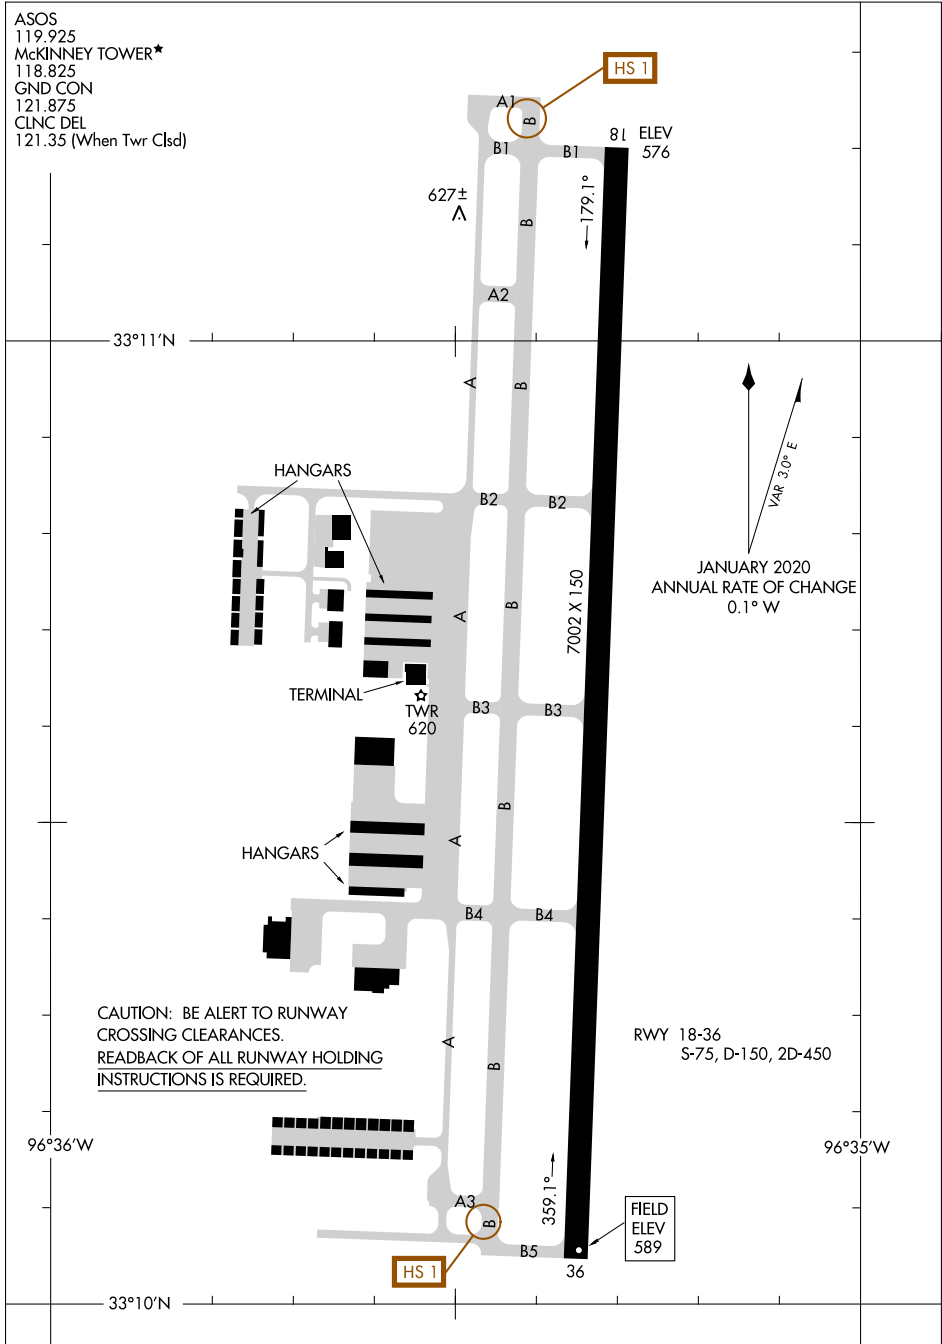 ASOS
119.925
McKINNEY TOWER★
118.825
GND CON
121.875
CLNC DEL
121.35 (When Twr Clsd)
HS 1
A1
B
18 ELEV
576
B1
B1
627±
179.1°
B
A2
33°11'N
A
B
VAR 3.0° E
HANGARS
B2
B2
JANUARY 2020
ANNUAL RATE OF CHANGE
0.1° W
7002 X 150
A
B
TERMINAL
TWR
620
B3
B3
B
A
HANGARS
B4
B4
CAUTION: BE ALERT TO RUNWAY
CROSSING CLEARANCES.
READBACK OF ALL RUNWAY HOLDING
INSTRUCTIONS IS REQUIRED.
RWY 18-36
S-75, D-150, 2D-450
A
B
96°36'W
96°35'W
359.1°
A3
B
FIELD
ELEV
589
B5
HS 1
36
33°10'N